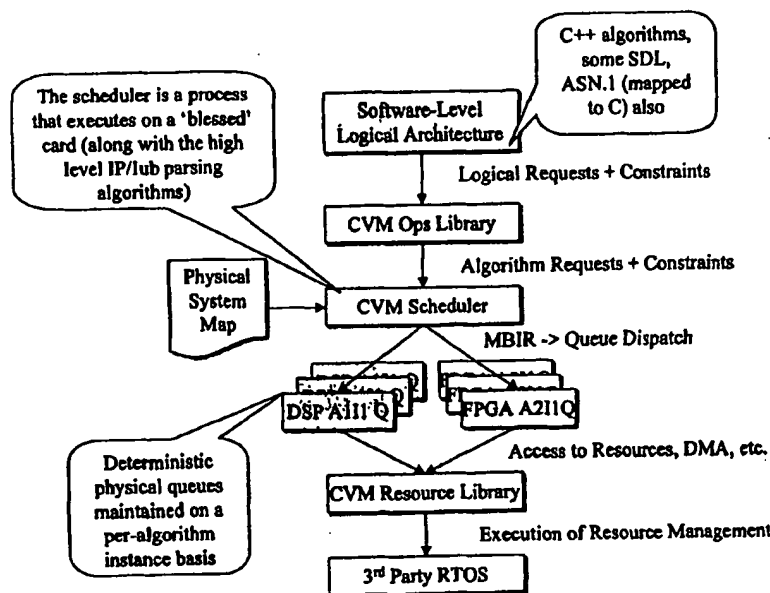 C++ algorithms,
some SDL,
ASN.1 (mapped
to C) also
The scheduler is a process
that executes on a 'blessed'
card (along with the high
level IP/Iub parsing
algorithms)
Software-Level
Logical Architecture
Logical Requests + Constraints
CVM Ops Library
Algorithm Requests + Constraints
Physical
System
Map
CVM Scheduler
MBIR -> Queue Dispatch
DSP A1I1 Q
FPGA A2I1Q
Access to Resources, DMA, etc.
Deterministic
physical queues
maintained on a
per-algorithm
instance basis
CVM Resource Library
Execution of Resource Management
3rd Party RTOS